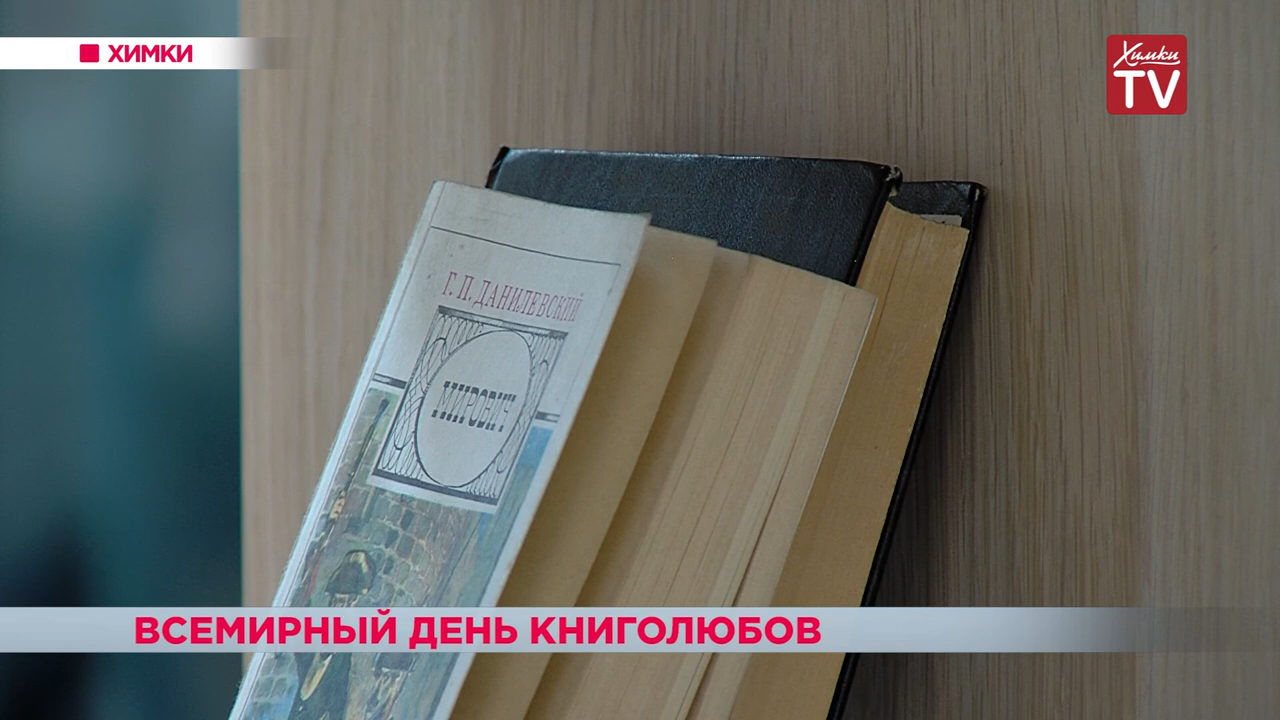 ХИМКИ
Химки
TV
Г. П. ДАНИЛЕВСКИЙ
МИРОВИЧ
ВСЕМИРНЫЙ ДЕНЬ КНИГОЛЮБОВ